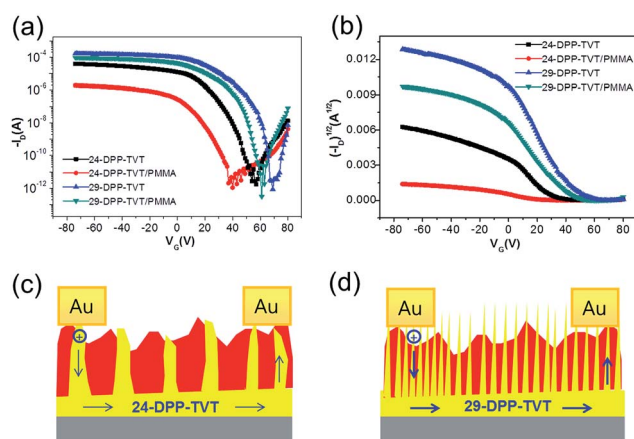 (a)
10⁻⁴
10⁻⁶
10⁻⁸
10⁻¹⁰
10⁻¹²
-I_D(A)
24-DPP-TVT
24-DPP-TVT/PMMA
29-DPP-TVT
29-DPP-TVT/PMMA
-80 -60 -40 -20 0 20 40 60 80
V_G(V)
(b)
0.012
0.009
0.006
0.003
0.000
(-I_D)^1/2(A^1/2)
24-DPP-TVT
24-DPP-TVT/PMMA
29-DPP-TVT
29-DPP-TVT/PMMA
-80 -60 -40 -20 0 20 40 60 80
V_G(V)
(c)
Au Au
+
24-DPP-TVT
(d)
Au Au
+
29-DPP-TVT